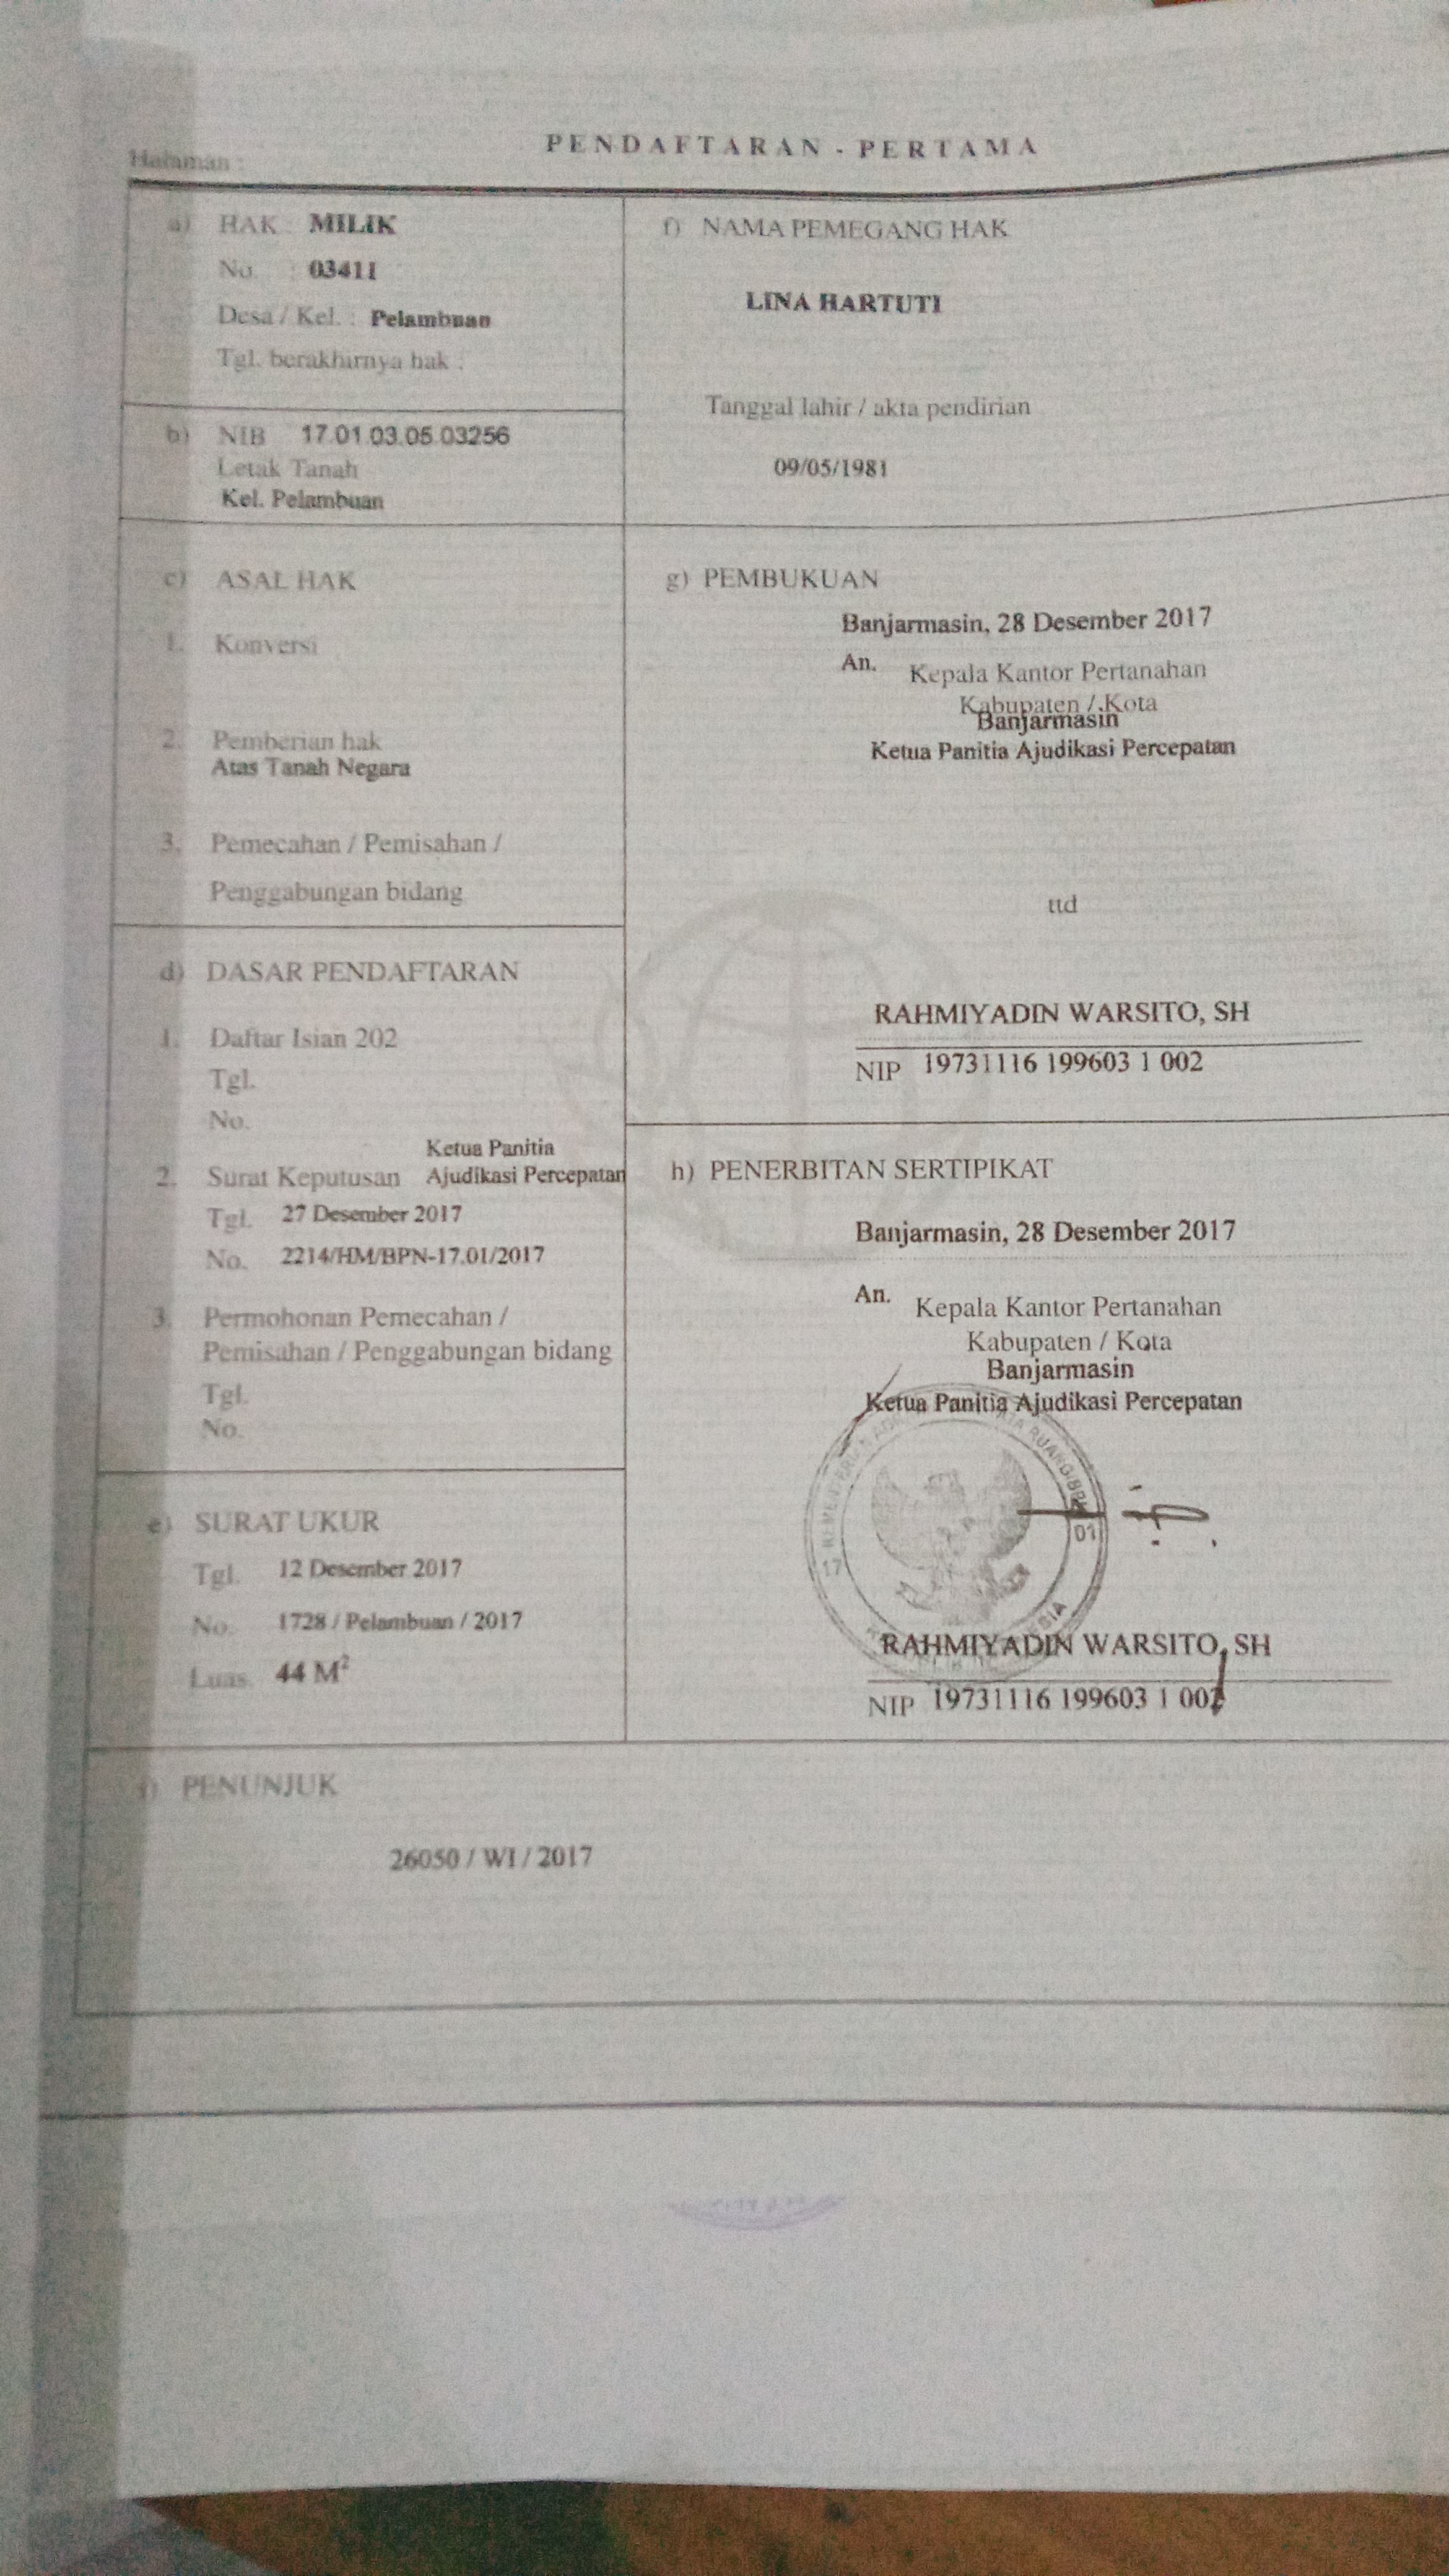 PENDAFTARAN - PERTAMA
Halaman :
a) HAK : MILIK
No. : 03411
Desa / Kel. : Pelambuan
Tgl. berakhirnya hak :
b) NIB 17.01.03.05.03256
Letak Tanah
Kel. Pelambuan
c) ASAL HAK
1. Konversi
2. Pemberian hak
Atas Tanah Negara
3. Pemecahan / Pemisahan /
Penggabungan bidang
d) DASAR PENDAFTARAN
1. Daftar Isian 202
Tgl.
No.
Ketua Panitia
2. Surat Keputusan Ajudikasi Percepatan
Tgl. 27 Desember 2017
No. 2214/HM/BPN-17.01/2017
3. Permohonan Pemecahan /
Pemisahan / Penggabungan bidang
Tgl.
No.
e) SURAT UKUR
Tgl. 12 Desember 2017
No. 1728 / Pelambuan / 2017
Luas 44 M²
f) NAMA PEMEGANG HAK
LINA HARTUTI
Tanggal lahir / akta pendirian
09/05/1981
g) PEMBUKUAN
Banjarmasin, 28 Desember 2017
An. Kepala Kantor Pertanahan
Kabupaten / Kota
Banjarmasin
Ketua Panitia Ajudikasi Percepatan
ttd
RAHMIYADIN WARSITO, SH
NIP 19731116 199603 1 002
h) PENERBITAN SERTIPIKAT
Banjarmasin, 28 Desember 2017
An. Kepala Kantor Pertanahan
Kabupaten / Kota
Banjarmasin
Ketua Panitia Ajudikasi Percepatan
RUANG/BPN
17
01
RAHMIYADIN WARSITO, SH
NIP 19731116 199603 1 002
i) PENUNJUK
26050 / WI / 2017